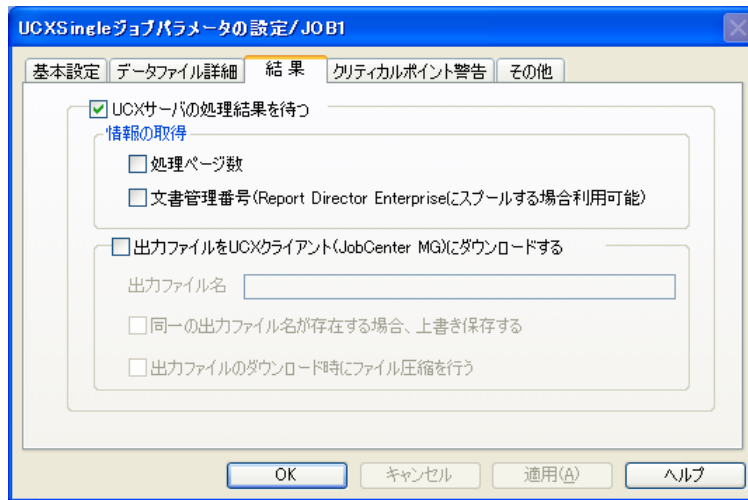 UCXSingleジョブパラメータの設定/JOB1
基本設定 データファイル詳細 結果 クリティカルポイント警告 その他
UCXサーバの処理結果を待つ
情報の取得
処理ページ数
文書管理番号(Report Director Enterpriseにスプールする場合利用可能)
出力ファイルをUCXクライアント(JobCenter MG)にダウンロードする
出力ファイル名
同一の出力ファイル名が存在する場合、上書き保存する
出力ファイルのダウンロード時にファイル圧縮を行う
OK キャンセル 適用(A) ヘルプ